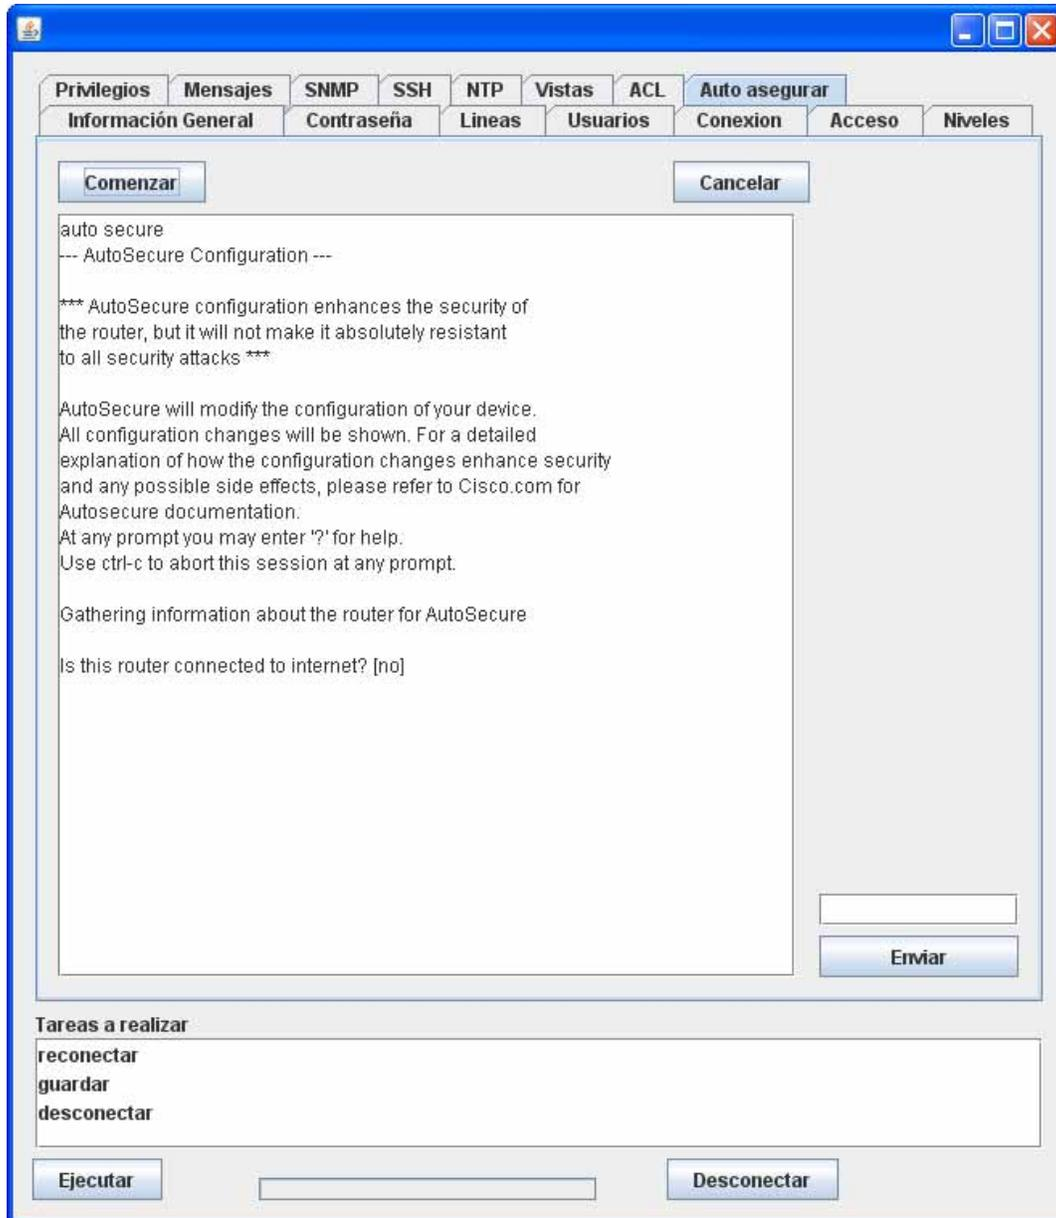 Privilegios Mensajes SNMP SSH NTP Vistas ACL Auto asegurar
Información General Contraseña Lineas Usuarios Conexion Acceso Niveles
Comenzar Cancelar
auto secure
--- AutoSecure Configuration ---
*** AutoSecure configuration enhances the security of
the router, but it will not make it absolutely resistant
to all security attacks ***
AutoSecure will modify the configuration of your device.
All configuration changes will be shown. For a detailed
explanation of how the configuration changes enhance security
and any possible side effects, please refer to Cisco.com for
Autosecure documentation.
At any prompt you may enter '?' for help.
Use ctrl-c to abort this session at any prompt.
Gathering information about the router for AutoSecure
Is this router connected to internet? [no]
Enviar
Tareas a realizar
reconectar
guardar
desconectar
Ejecutar Desconectar